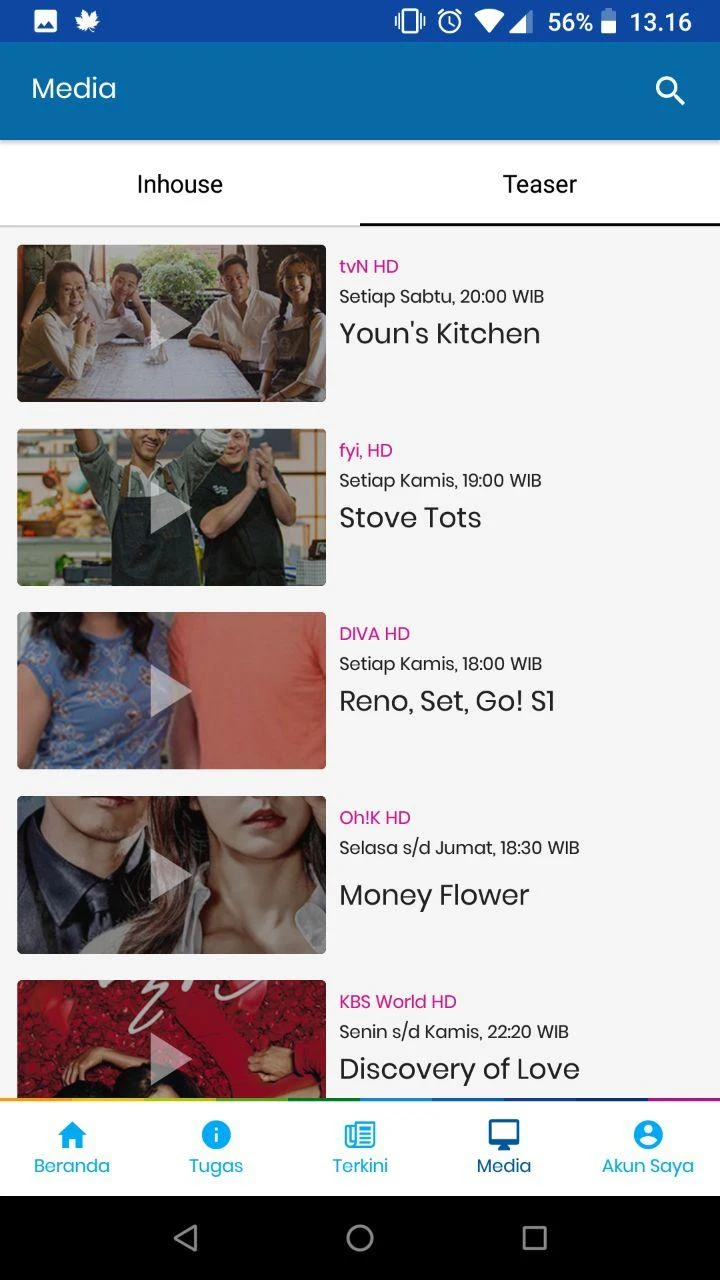 56% 13.16
Media
Inhouse Teaser
tvN HD
Setiap Sabtu, 20:00 WIB
Youn's Kitchen
fyi, HD
Setiap Kamis, 19:00 WIB
Stove Tots
DIVA HD
Setiap Kamis, 18:00 WIB
Reno, Set, Go! S1
Oh!K HD
Selasa s/d Jumat, 18:30 WIB
Money Flower
KBS World HD
Senin s/d Kamis, 22:20 WIB
Discovery of Love
Beranda Tugas Terkini Media Akun Saya